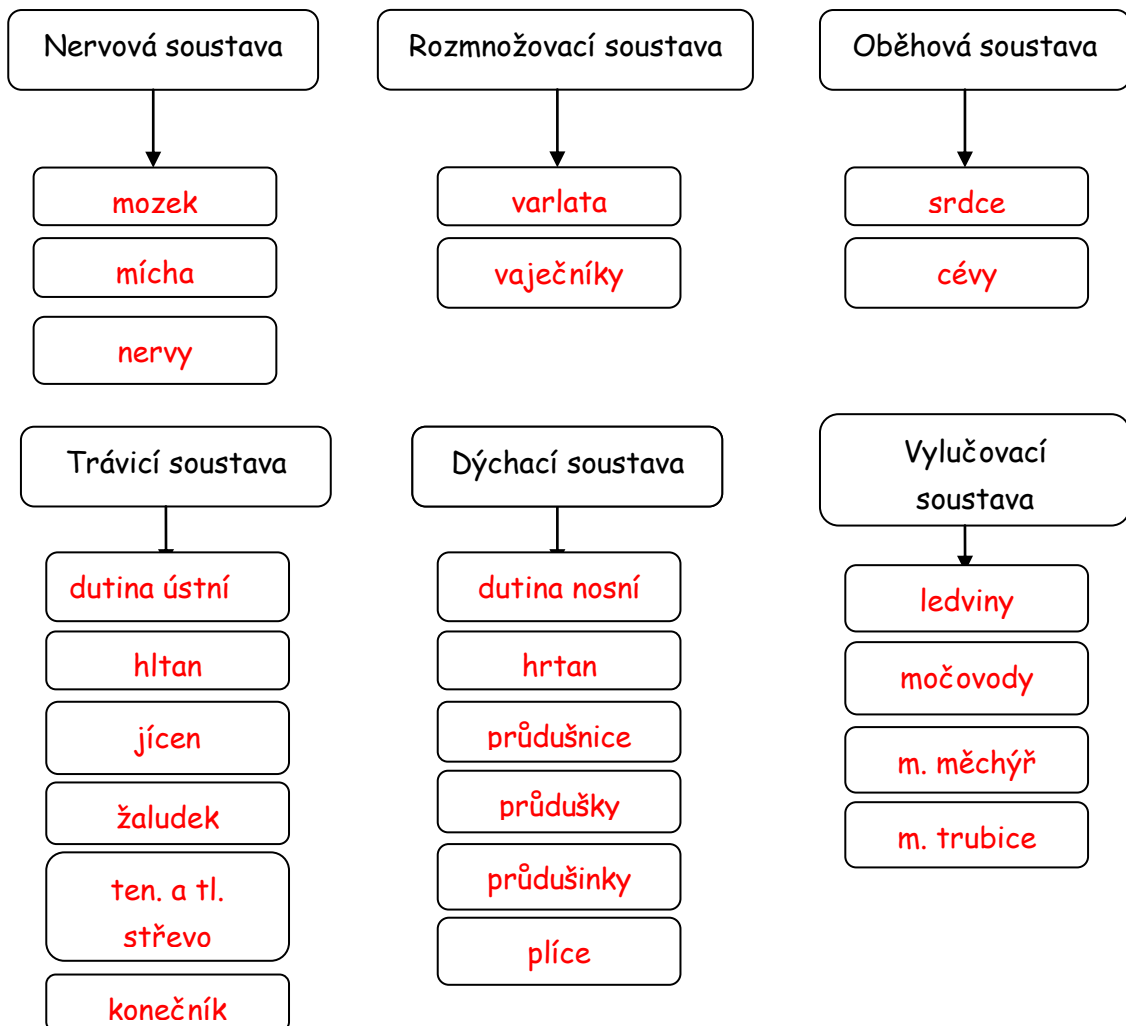 Nervová soustava
mozek
mícha
nervy
Rozmnožovací soustava
varlata
vaječníky
Oběhová soustava
srdce
cévy
Trávicí soustava
dutina ústní
hltan
jícen
žaludek
ten. a tl.
střevo
konečník
Dýchací soustava
dutina nosní
hrtan
průdušnice
průdušky
průdušinky
plíce
Vylučovací
soustava
ledviny
močovody
m. měchýř
m. trubice